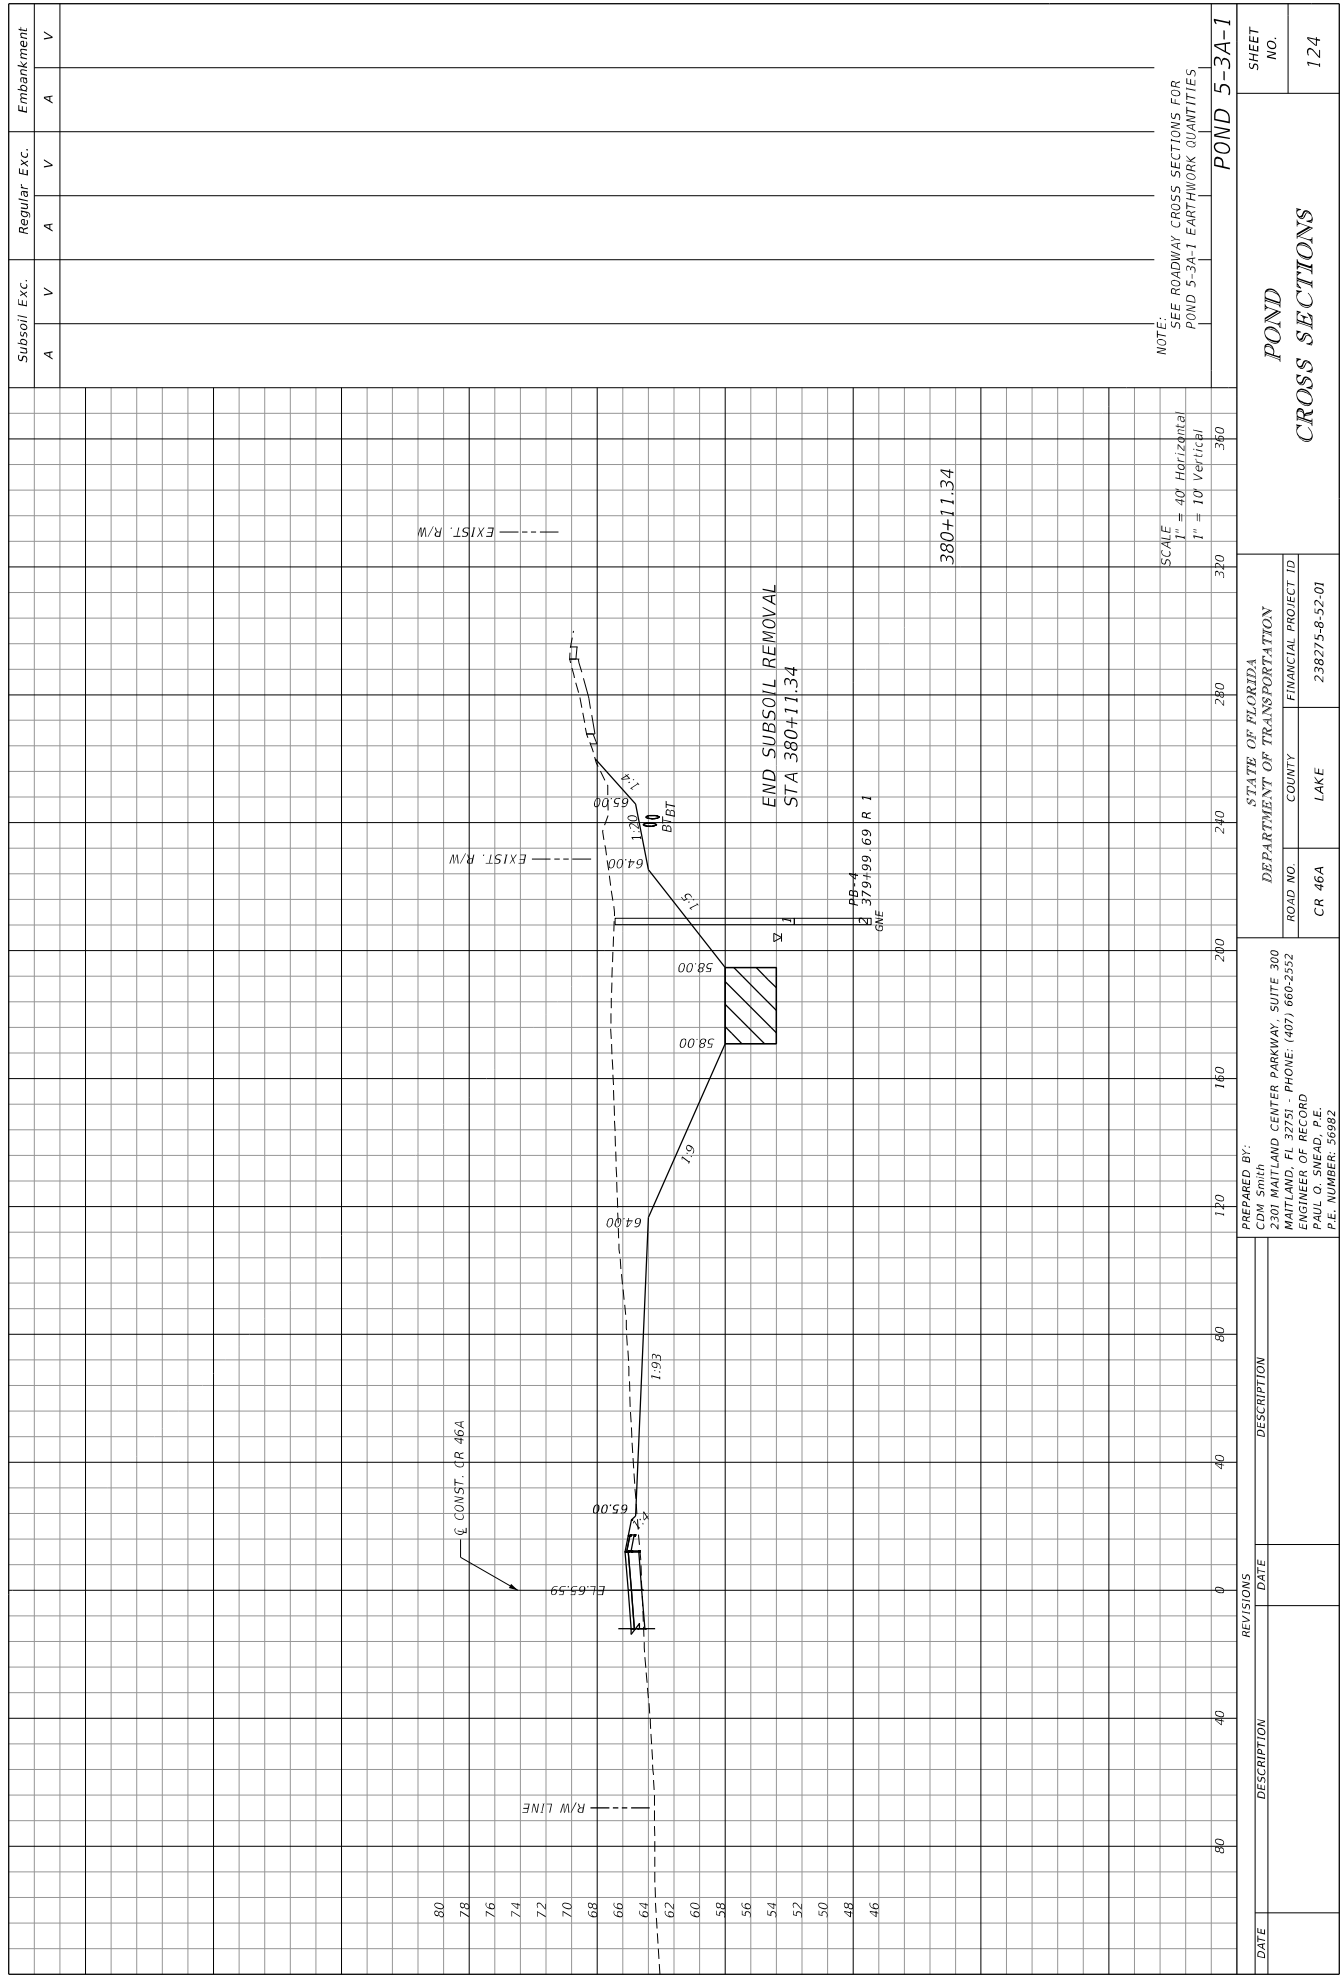 Subsoil Exc.
Regular Exc.
Embankment
A
V
A
V
A
V
EXIST. R/W
EXIST. R/W
℄ CONST. CR 46A
EL.65.59
R/W LINE
65.00
1:4
1:93
64.00
1:9
58.00
58.00
1:5
64.00
1:20
65.00
1:4
BT
BT
PB-4
379+99.69 R 1
1
2
GNE
END SUBSOIL REMOVAL
STA 380+11.34
380+11.34
80
78
76
74
72
70
68
66
64
62
60
58
56
54
52
50
48
46
80
40
0
40
80
120
160
200
240
280
320
360
SCALE
1" = 40' Horizontal
1" = 10' Vertical
NOTE:
SEE ROADWAY CROSS SECTIONS FOR
POND 5-3A-1 EARTHWORK QUANTITIES
POND 5-3A-1
REVISIONS
DATE
DESCRIPTION
DATE
DESCRIPTION
PREPARED BY:
CDM Smith
2301 MAITLAND CENTER PARKWAY, SUITE 300
MAITLAND, FL 32751 - PHONE: (407) 660-2552
ENGINEER OF RECORD
PAUL O. SNEAD, P.E.
P.E. NUMBER: 56982
STATE OF FLORIDA
DEPARTMENT OF TRANSPORTATION
ROAD NO.
COUNTY
FINANCIAL PROJECT ID
CR 46A
LAKE
238275-8-52-01
POND
CROSS SECTIONS
SHEET
NO.
124